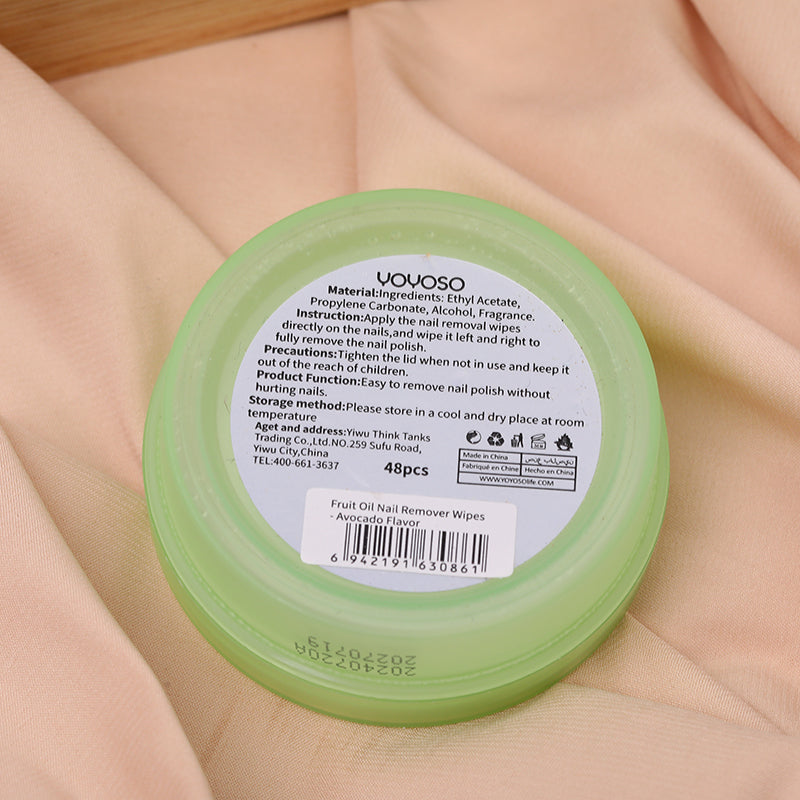 YOYOSO
Material:Ingredients: Ethyl Acetate,
Propylene Carbonate, Alcohol, Fragrance.
Instruction:Apply the nail removal wipes
directly on the nails,and wipe it left and right to
fully remove the nail polish.
Precautions:Tighten the lid when not in use and keep it
out of the reach of children.
Product Function:Easy to remove nail polish without
hurting nails.
Storage method:Please store in a cool and dry place at room
temperature
Aget and address:Yiwu Think Tanks
Trading Co.,Ltd.NO.259 Sufu Road,
Yiwu City,China
TEL:400-661-3637
48pcs
Made in China
Fabriqué en Chine
Hecho en China
WWW.YOYOSOlife.COM
Fruit Oil Nail Remover Wipes
- Avocado Flavor
6 942191 630861
20240720A
20270719